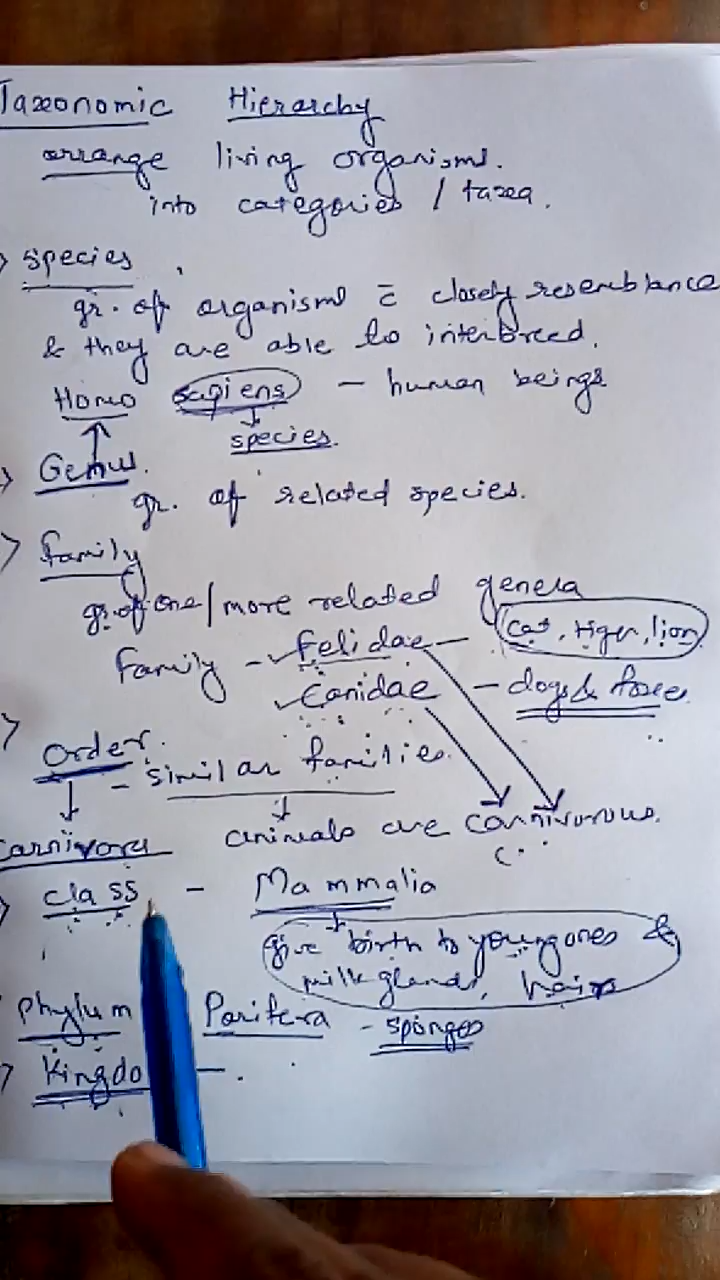 Taxonomic Hierarchy
arrange living organisms.
into categories / taxa.
> Species
gr. of organisms c̄ closely resemblance
& they are able to interbreed.
Homo sapiens - human beings
species.
> Genus.
gr. of related species.
> Family
gr. of one/more related genera
Family - Felidae - cat, tiger, lion
Canidae - dogs & foxe
> Order.
- Similar families.
Carnivora animals are carnivorous.
> Class - Mammalia
give birth to young ones &
milk glands, hairs
Phylum Porifera - sponges
> Kingdo - .